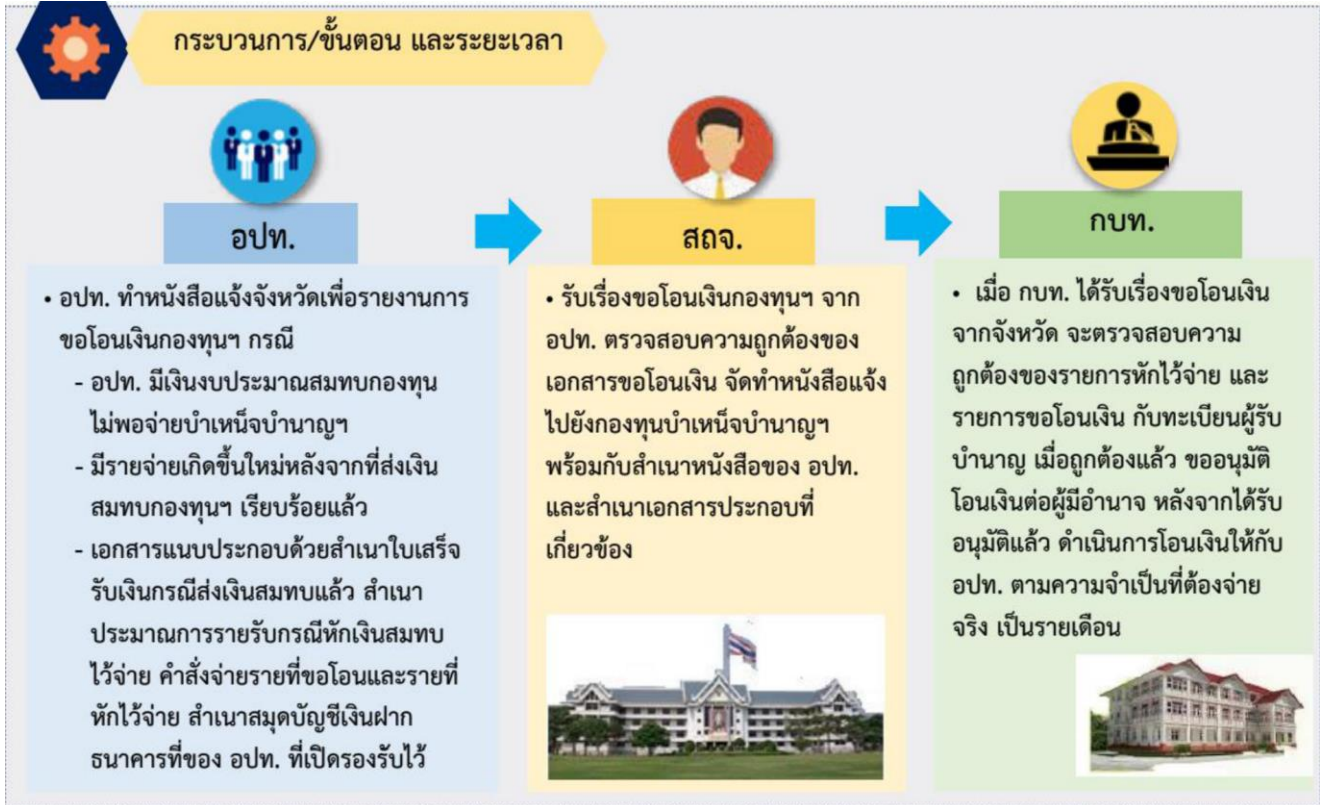 กระบวนการ/ขั้นตอน และระยะเวลา
อปท.
• อปท. ทำหนังสือแจ้งจังหวัดเพื่อรายงานการ
ขอโอนเงินกองทุนฯ กรณี
- อปท. มีเงินงบประมาณสมทบกองทุน
ไม่พอจ่ายบำเหน็จบำนาญฯ
- มีรายจ่ายเกิดขึ้นใหม่หลังจากที่ส่งเงิน
สมทบกองทุนฯ เรียบร้อยแล้ว
- เอกสารแนบประกอบด้วยสำเนาใบเสร็จ
รับเงินกรณีส่งเงินสมทบแล้ว สำเนา
ประมาณการรายรับกรณีหักเงินสมทบ
ไว้จ่าย คำสั่งจ่ายรายที่ขอโอนและรายที่
หักไว้จ่าย สำเนาสมุดบัญชีเงินฝาก
ธนาคารที่ของ อปท. ที่เปิดรองรับไว้
สถจ.
• รับเรื่องขอโอนเงินกองทุนฯ จาก
อปท. ตรวจสอบความถูกต้องของ
เอกสารขอโอนเงิน จัดทำหนังสือแจ้ง
ไปยังกองทุนบำเหน็จบำนาญฯ
พร้อมกับสำเนาหนังสือของ อปท.
และสำเนาเอกสารประกอบที่
เกี่ยวข้อง
กบท.
• เมื่อ กบท. ได้รับเรื่องขอโอนเงิน
จากจังหวัด จะตรวจสอบความ
ถูกต้องของรายการหักไว้จ่าย และ
รายการขอโอนเงิน กับทะเบียนผู้รับ
บำนาญ เมื่อถูกต้องแล้ว ขออนุมัติ
โอนเงินต่อผู้มีอำนาจ หลังจากได้รับ
อนุมัติแล้ว ดำเนินการโอนเงินให้กับ
อปท. ตามความจำเป็นที่ต้องจ่าย
จริง เป็นรายเดือน